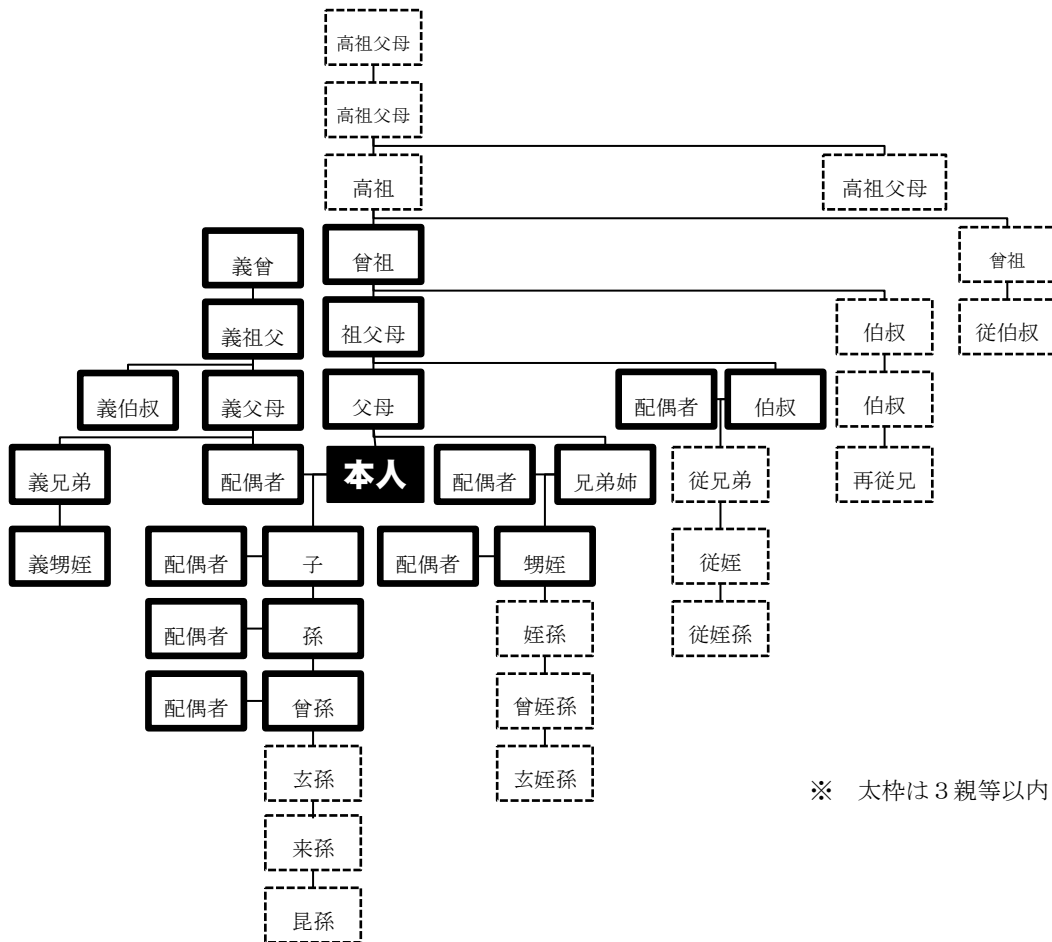 高祖父母
高祖父母
高祖
高祖父母
義曾
曾祖
曾祖
義祖父
祖父母
伯叔
従伯叔
義伯叔
義父母
父母
配偶者
伯叔
伯叔
義兄弟
配偶者
本人
配偶者
兄弟姉
従兄弟
再従兄
義甥姪
配偶者
子
配偶者
甥姪
従姪
配偶者
孫
姪孫
従姪孫
配偶者
曾孫
曾姪孫
玄孫
玄姪孫
※　太枠は３親等以内
来孫
昆孫